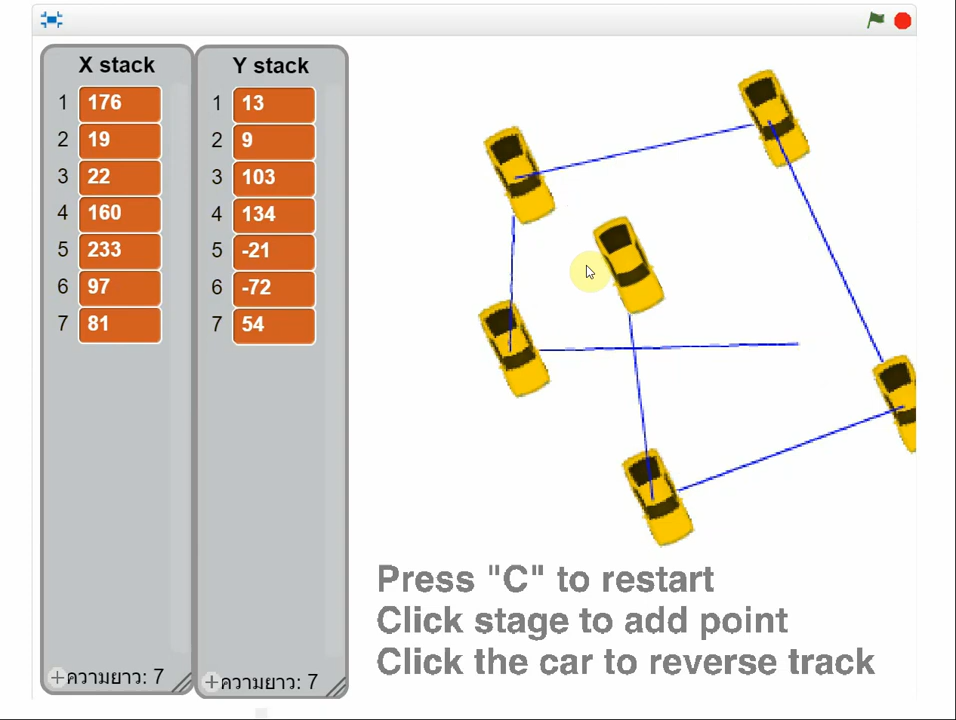 X stack
1 176
2 19
3 22
4 160
5 233
6 97
7 81
+ความยาว: 7
Y stack
1 13
2 9
3 103
4 134
5 -21
6 -72
7 54
+ความยาว: 7
Press "C" to restart
Click stage to add point
Click the car to reverse track